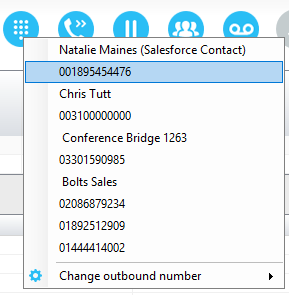 Natalie Maines (Salesforce Contact)
001895454476
Chris Tutt
003100000000
Conference Bridge 1263
03301590985
Bolts Sales
02086879234
01892512909
01444414002
Change outbound number